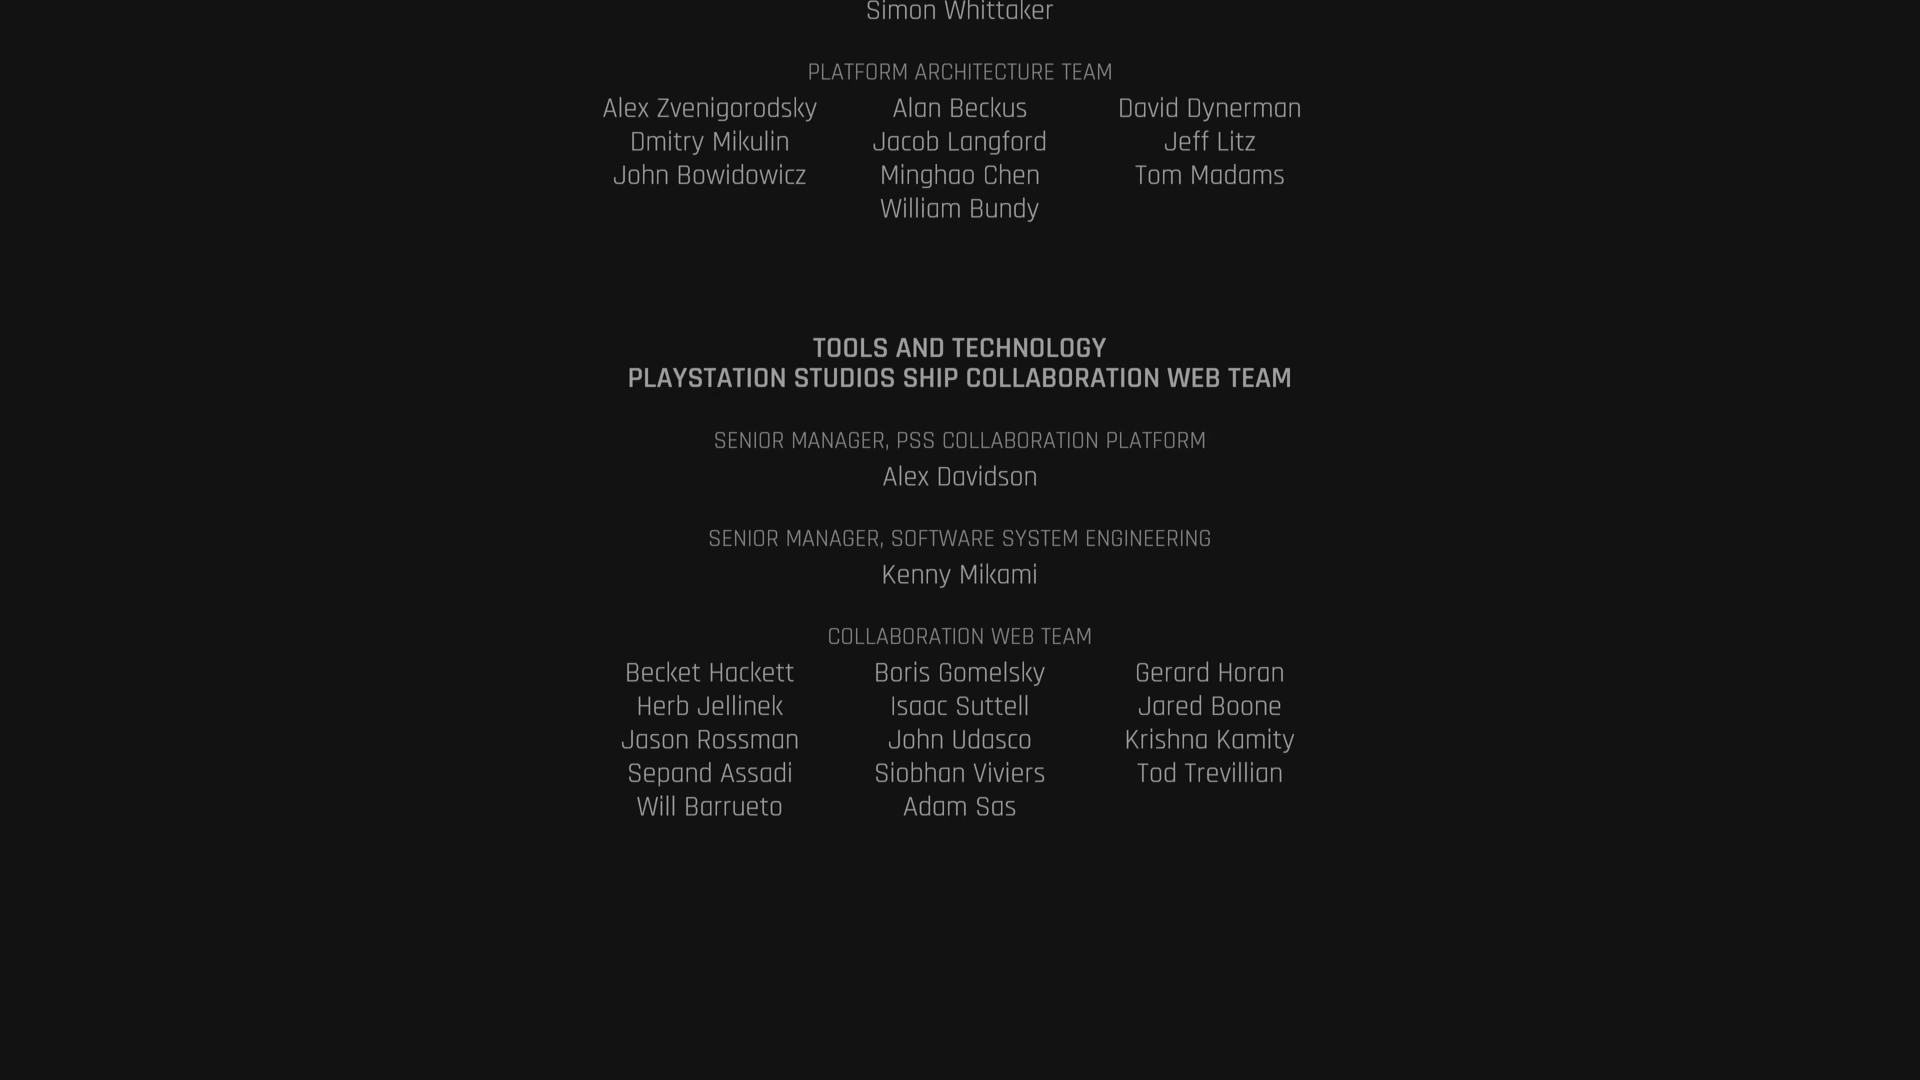 Simon Whittaker
PLATFORM ARCHITECTURE TEAM
Alex Zvenigorodsky Alan Beckus David Dynerman
Dmitry Mikulin Jacob Langford Jeff Litz
John Bowidowicz Minghao Chen Tom Madams
William Bundy
TOOLS AND TECHNOLOGY
PLAYSTATION STUDIOS SHIP COLLABORATION WEB TEAM
SENIOR MANAGER, PSS COLLABORATION PLATFORM
Alex Davidson
SENIOR MANAGER, SOFTWARE SYSTEM ENGINEERING
Kenny Mikami
COLLABORATION WEB TEAM
Becket Hackett Boris Gomelsky Gerard Horan
Herb Jellinek Isaac Suttell Jared Boone
Jason Rossman John Udasco Krishna Kamity
Sepand Assadi Siobhan Viviers Tod Trevillian
Will Barrueto Adam Sas